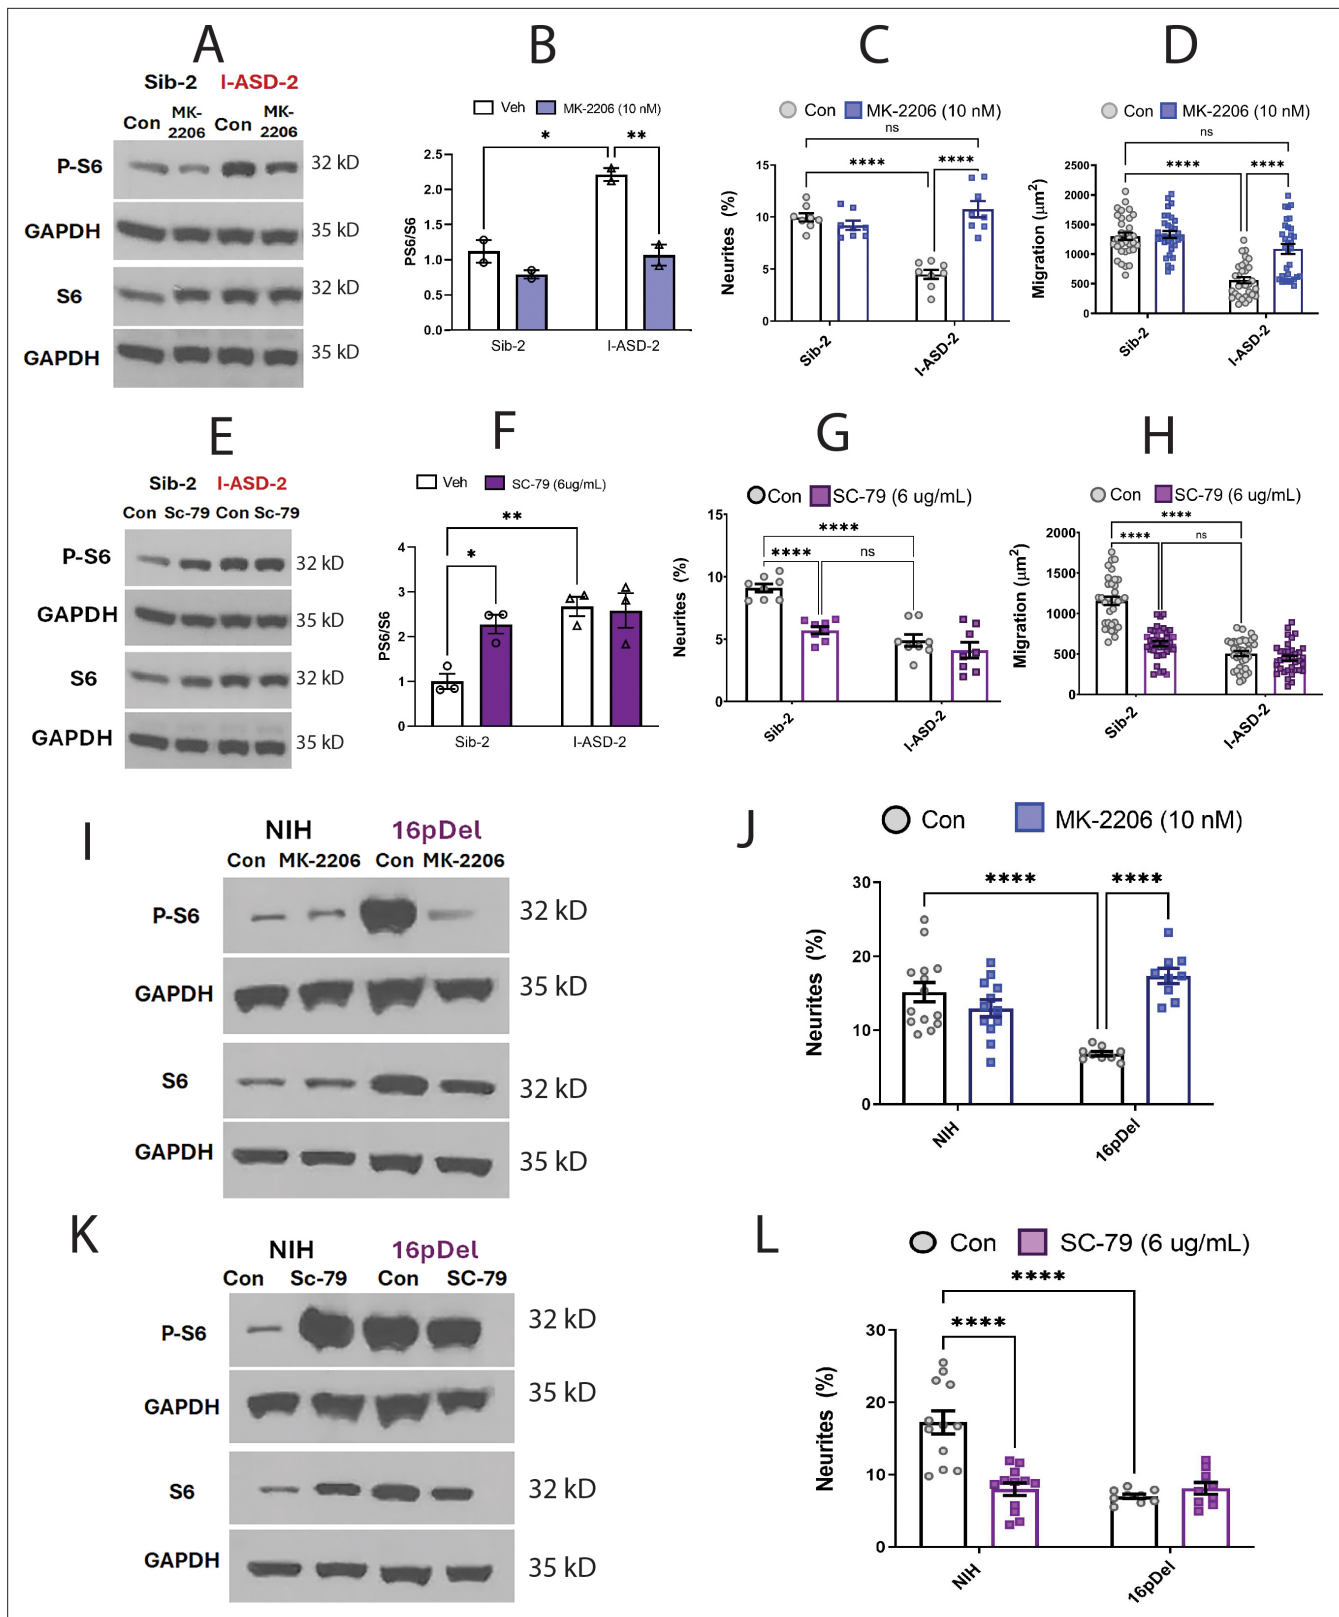 A
Sib-2 I-ASD-2
Con MK-2206 Con MK-2206
P-S6 32 kD
GAPDH 35 kD
S6 32 kD
GAPDH 35 kD
B
Veh MK-2206 (10 nM)
* **
PS6/S6
2.5
2.0
1.5
1.0
0.5
0.0
Sib-2 I-ASD-2
C
Con MK-2206 (10 nM)
ns
**** ****
Neurites (%)
15
10
5
0
Sib-2 I-ASD-2
D
Con MK-2206 (10 nM)
ns
**** ****
Migration (μm²)
2500
2000
1500
1000
500
0
Sib-2 I-ASD-2
E
Sib-2 I-ASD-2
Con Sc-79 Con Sc-79
P-S6 32 kD
GAPDH 35 kD
S6 32 kD
GAPDH 35 kD
F
Veh SC-79 (6ug/mL)
**
*
PS6/S6
4
3
2
1
0
Sib-2 I-ASD-2
G
Con SC-79 (6 ug/mL)
****
**** ns
Neurites (%)
15
10
5
0
Sib-2 I-ASD-2
H
Con SC-79 (6 ug/mL)
****
**** ns
Migration (μm²)
2000
1500
1000
500
0
Sib-2 I-ASD-2
I
NIH 16pDel
Con MK-2206 Con MK-2206
P-S6 32 kD
GAPDH 35 kD
S6 32 kD
GAPDH 35 kD
J
Con MK-2206 (10 nM)
**** ****
Neurites (%)
30
20
10
0
NIH 16pDel
K
NIH 16pDel
Con Sc-79 Con SC-79
P-S6 32 kD
GAPDH 35 kD
S6 32 kD
GAPDH 35 kD
L
Con SC-79 (6 ug/mL)
****
****
Neurites (%)
30
20
10
0
NIH 16pDel